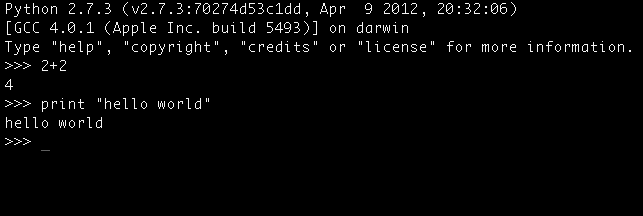 Python 2.7.3 (v2.7.3:70274d53c1dd, Apr  9 2012, 20:32:06)
[GCC 4.0.1 (Apple Inc. build 5493)] on darwin
Type "help", "copyright", "credits" or "license" for more information.
>>> 2+2
4
>>> print "hello world"
hello world
>>> _